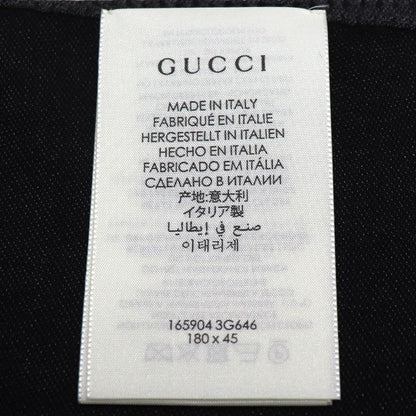 GUCCI
MADE IN ITALY
FABRIQUÉ EN ITALIE
HERGESTELLT IN ITALIEN
HECHO EN ITALIA
FABRICADO EM ITÁLIA
СДЕЛАНО В ИТАЛИИ
产地:意大利
イタリア製
صنع في إيطاليا
이태리제
165904 3G646
180 x 45